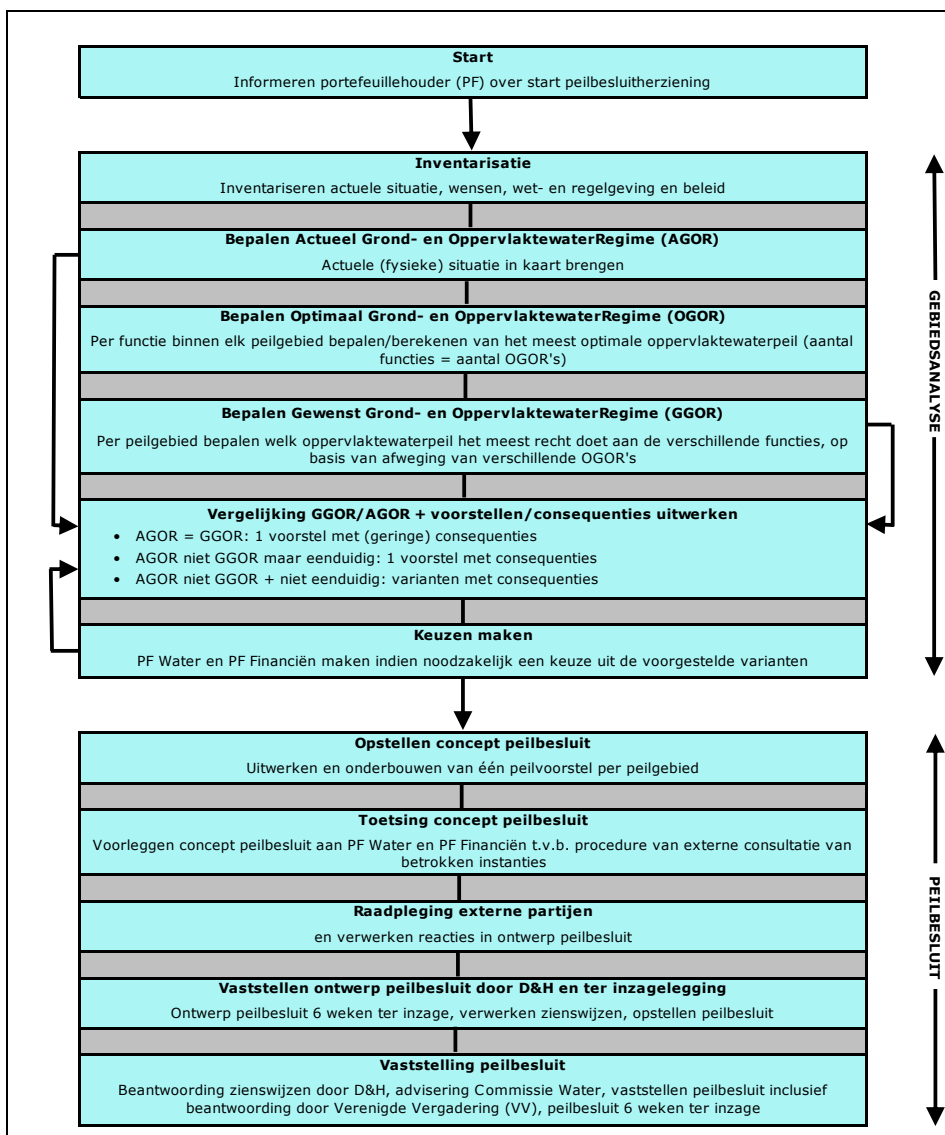 Start
Informeren portefeuillehouder (PF) over start peilbesluitherziening
Inventarisatie
Inventariseren actuele situatie, wensen, wet- en regelgeving en beleid
Bepalen Actueel Grond- en OppervlaktewaterRegime (AGOR)
Actuele (fysieke) situatie in kaart brengen
Bepalen Optimaal Grond- en OppervlaktewaterRegime (OGOR)
Per functie binnen elk peilgebied bepalen/berekenen van het meest optimale oppervlaktewaterpeil (aantal
functies = aantal OGOR's)
Bepalen Gewenst Grond- en OppervlaktewaterRegime (GGOR)
Per peilgebied bepalen welk oppervlaktewaterpeil het meest recht doet aan de verschillende functies, op
basis van afweging van verschillende OGOR's
Vergelijking GGOR/AGOR + voorstellen/consequenties uitwerken
• AGOR = GGOR: 1 voorstel met (geringe) consequenties
• AGOR niet GGOR maar eenduidig: 1 voorstel met consequenties
• AGOR niet GGOR + niet eenduidig: varianten met consequenties
Keuzen maken
PF Water en PF Financiën maken indien noodzakelijk een keuze uit de voorgestelde varianten
GEBIEDSANALYSE
Opstellen concept peilbesluit
Uitwerken en onderbouwen van één peilvoorstel per peilgebied
Toetsing concept peilbesluit
Voorleggen concept peilbesluit aan PF Water en PF Financiën t.v.b. procedure van externe consultatie van
betrokken instanties
Raadpleging externe partijen
en verwerken reacties in ontwerp peilbesluit
Vaststellen ontwerp peilbesluit door D&H en ter inzagelegging
Ontwerp peilbesluit 6 weken ter inzage, verwerken zienswijzen, opstellen peilbesluit
Vaststelling peilbesluit
Beantwoording zienswijzen door D&H, advisering Commissie Water, vaststellen peilbesluit inclusief
beantwoording door Verenigde Vergadering (VV), peilbesluit 6 weken ter inzage
PEILBESLUIT